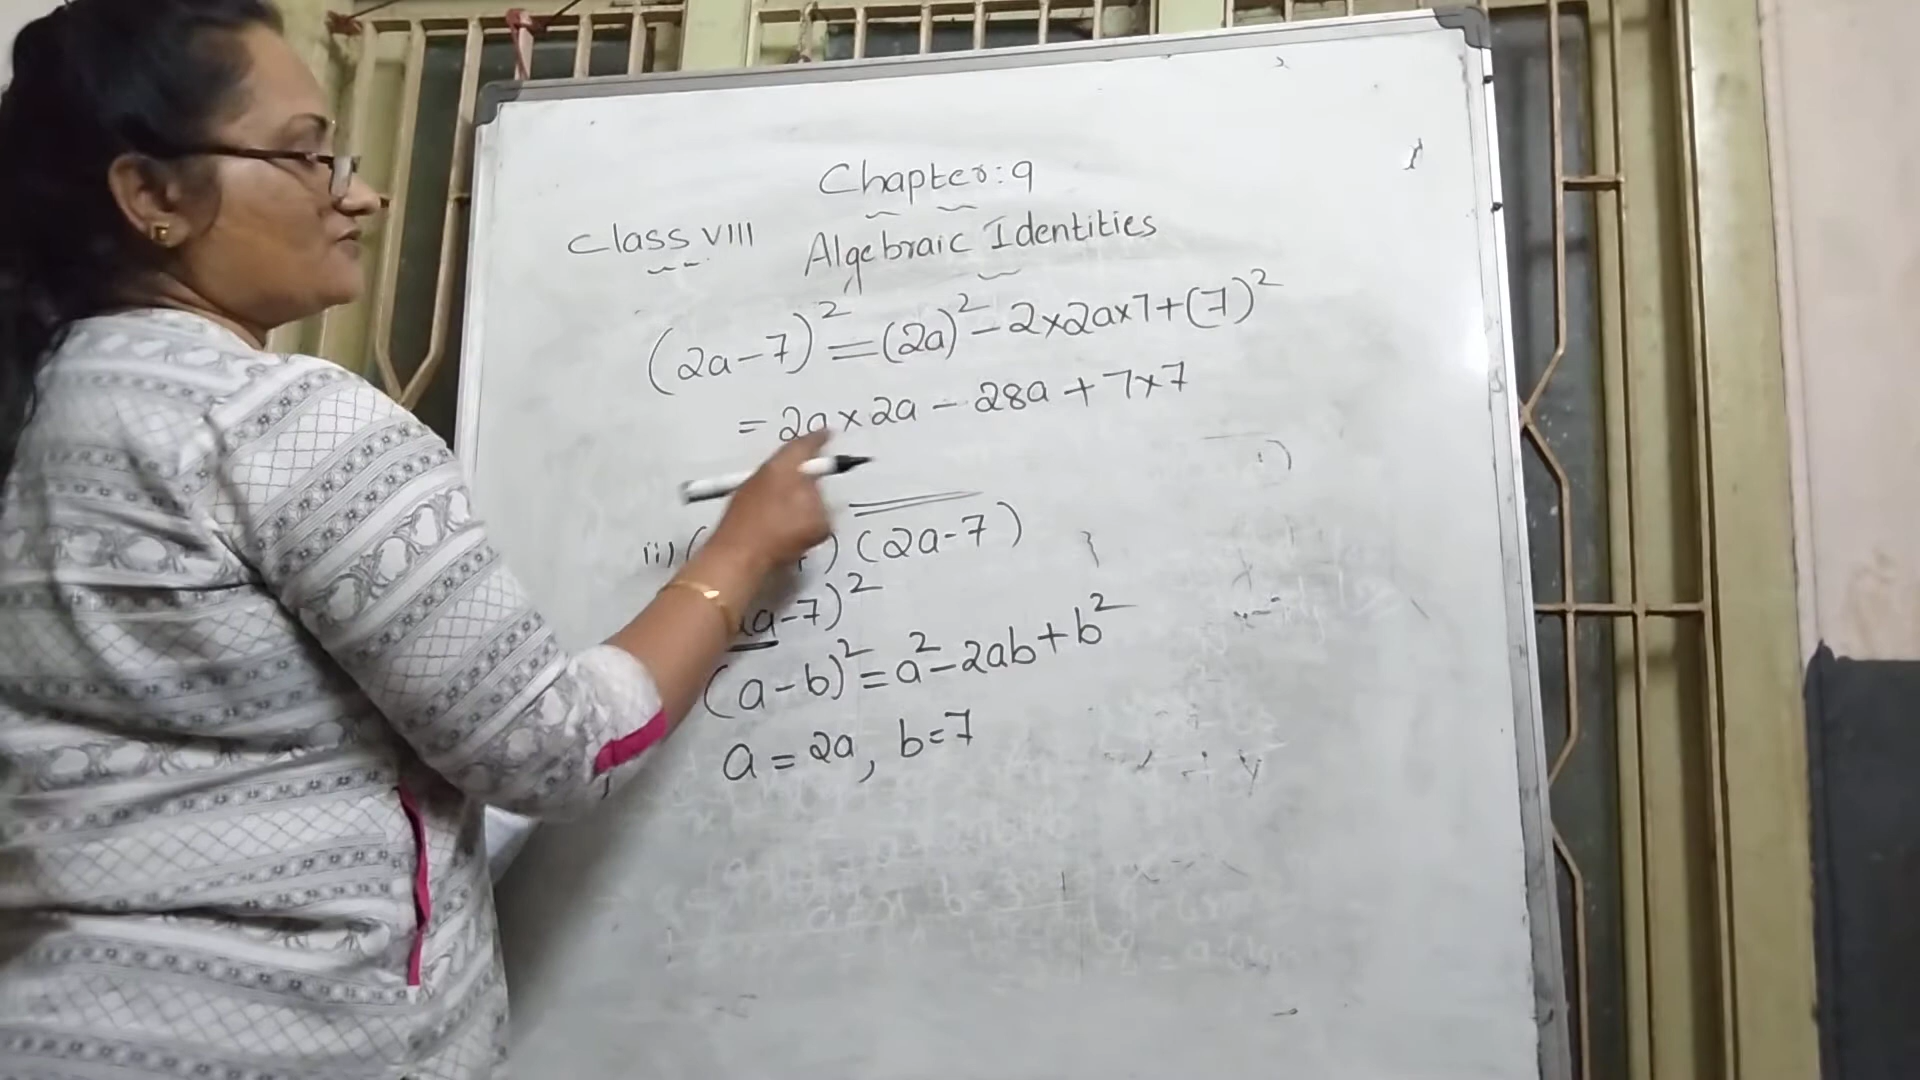 Chapter: 9
Class VIII Algebraic Identities
(2a-7)² = (2a)² - 2×2a×7+(7)²
= 2a×2a - 28a + 7×7
ii) ( ) (2a-7)
a-7)²
(a-b)² = a² - 2ab+b²
a = 2a, b=7